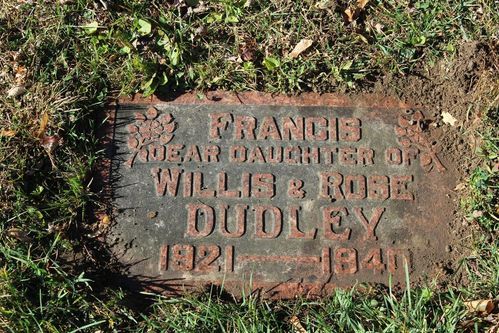 FRANCIS
DEAR DAUGHTER OF
WILLIS & ROSE
DUDLEY
1921 — 1940